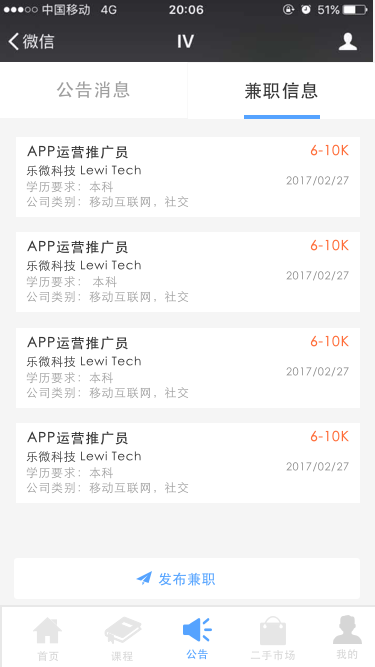 中国移动 4G 20:06 51%
微信 IV
公告消息 兼职信息
APP运营推广员 6-10K
乐微科技 Lewi Tech
学历要求：本科 2017/02/27
公司类别：移动互联网，社交
APP运营推广员 6-10K
乐微科技 Lewi Tech
学历要求： 本科 2017/02/27
公司类别：移动互联网，社交
APP运营推广员 6-10K
乐微科技 Lewi Tech
学历要求：本科 2017/02/27
公司类别：移动互联网，社交
APP运营推广员 6-10K
乐微科技 Lewi Tech
学历要求：本科 2017/02/27
公司类别：移动互联网，社交
发布兼职
首页 课程 公告 二手市场 我的